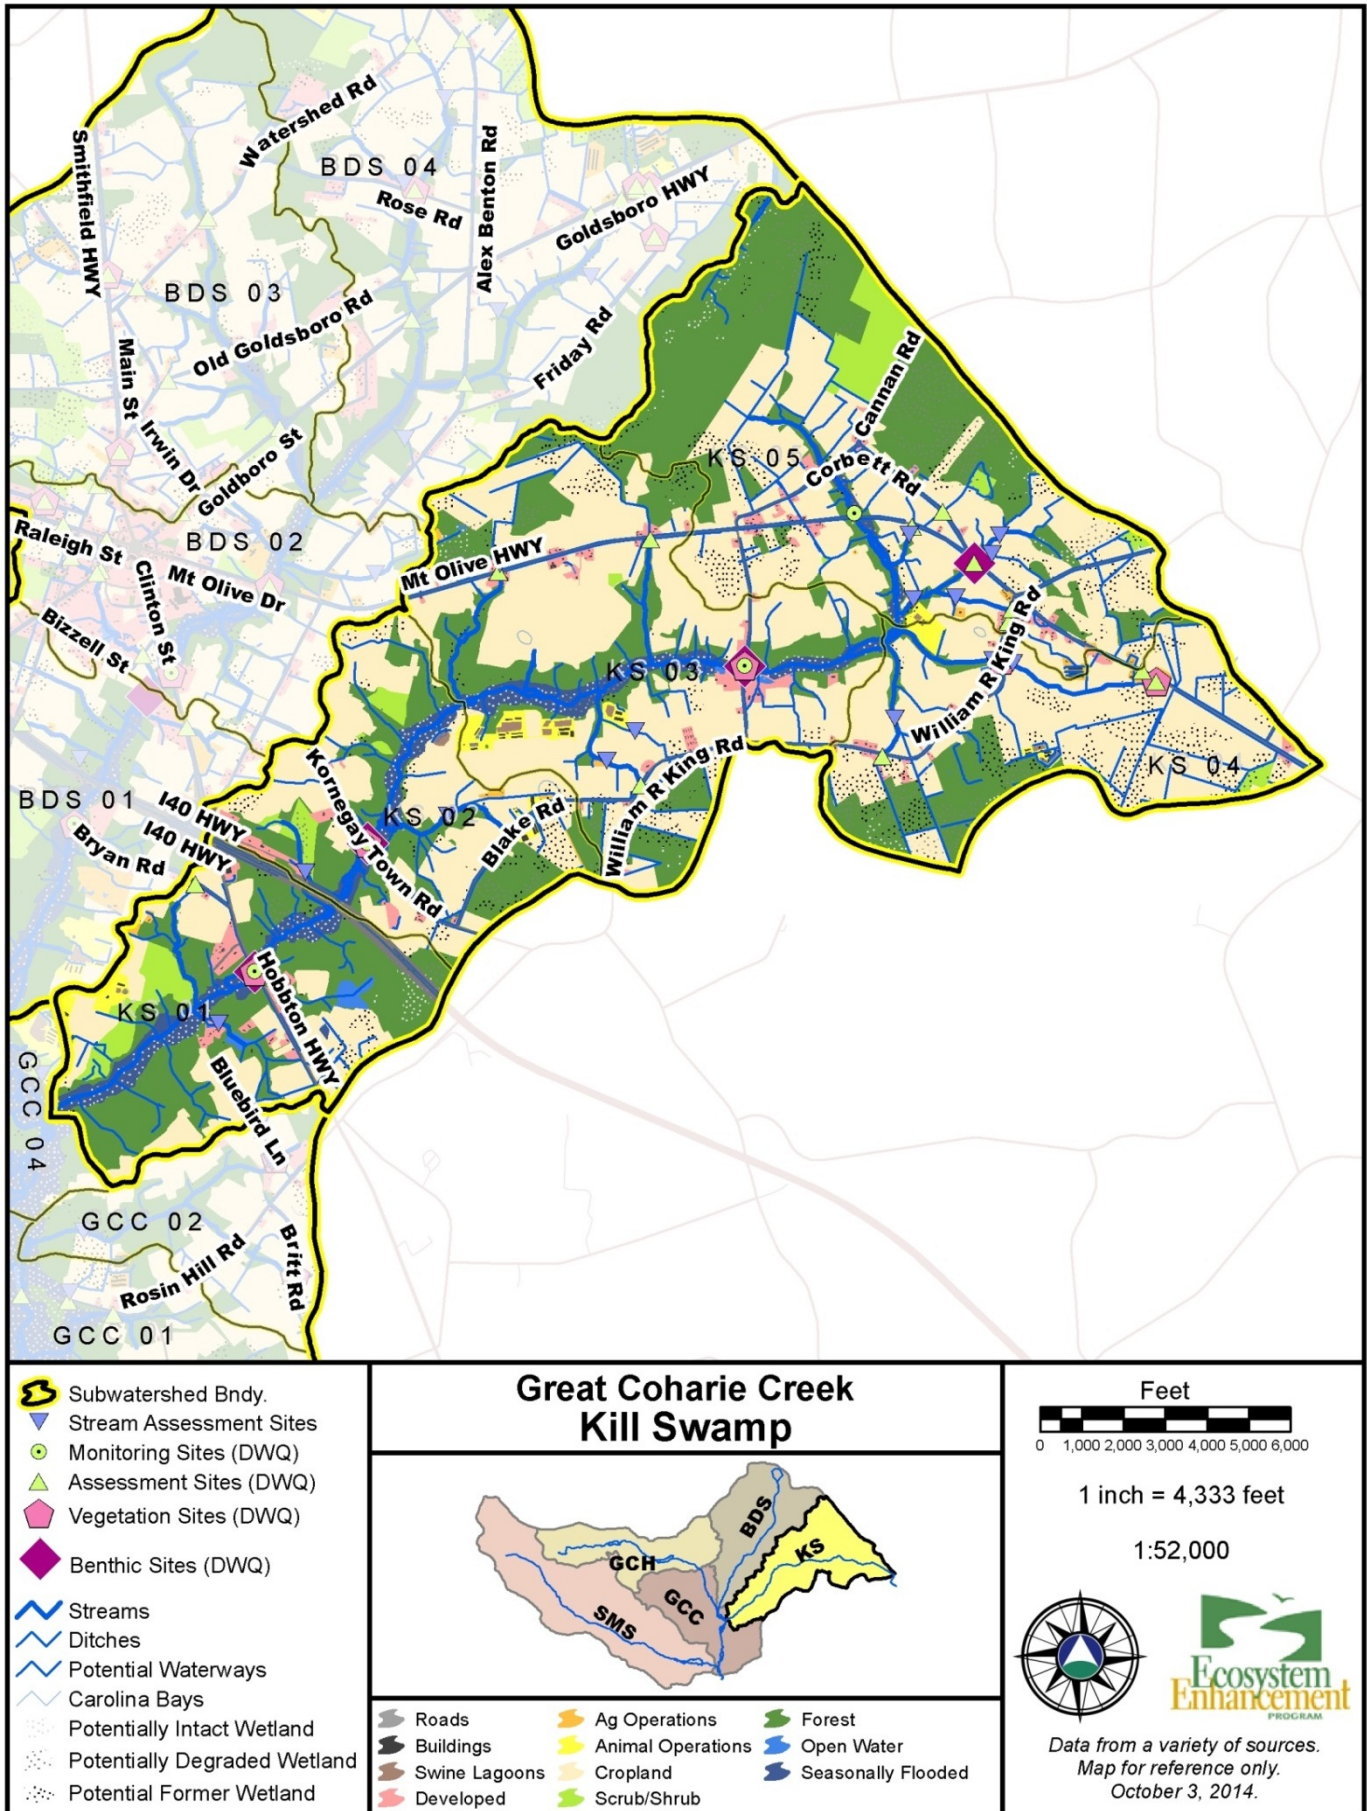 Smithfield HWY
Watershed Rd
BDS 04
Rose Rd
Alex Benton Rd
Goldsboro HWY
BDS 03
Old Goldsboro Rd
Friday Rd
Main St
Irwin Dr
Goldboro St
Cannan Rd
KS 05
Corbett Rd
Raleigh St
BDS 02
Clinton St
Mt Olive Dr
Mt Olive HWY
Bizzell St
KS 03
William R King Rd
KS 04
Kornegay Town Rd
William R King Rd
BDS 01
I40 HWY
I40 HWY
Bryan Rd
KS 02
Blake Rd
Hobbton HWY
KS 01
Bluebird Ln
GCC 04
GCC 02
Rosin Hill Rd
Britt Rd
GCC 01
Subwatershed Bndy.
Stream Assessment Sites
Monitoring Sites (DWQ)
Assessment Sites (DWQ)
Vegetation Sites (DWQ)
Benthic Sites (DWQ)
Streams
Ditches
Potential Waterways
Carolina Bays
Potentially Intact Wetland
Potentially Degraded Wetland
Potential Former Wetland
Great Coharie Creek
Kill Swamp
BDS
KS
GCH
GCC
SMS
Roads
Buildings
Swine Lagoons
Developed
Ag Operations
Animal Operations
Cropland
Scrub/Shrub
Forest
Open Water
Seasonally Flooded
Feet
0 1,000 2,000 3,000 4,000 5,000 6,000
1 inch = 4,333 feet
1:52,000
Ecosystem
Enhancement
PROGRAM
Data from a variety of sources.
Map for reference only.
October 3, 2014.